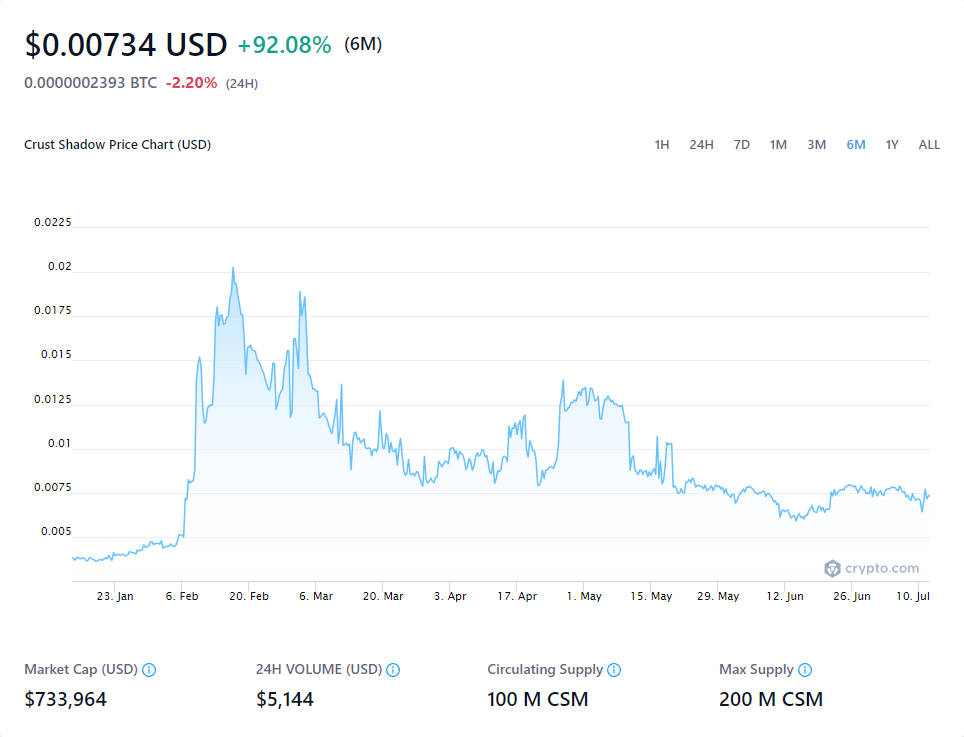 $0.00734 USD +92.08% (6M)
0.0000002393 BTC -2.20% (24H)
Crust Shadow Price Chart (USD) 1H 24H 7D 1M 3M 6M 1Y ALL
0.0225
0.02
0.0175
0.015
0.0125
0.01
0.0075
0.005
crypto.com
23. Jan 6. Feb 20. Feb 6. Mar 20. Mar 3. Apr 17. Apr 1. May 15. May 29. May 12. Jun 26. Jun 10. Jul
Market Cap (USD) 24H VOLUME (USD) Circulating Supply Max Supply
$733,964 $5,144 100 M CSM 200 M CSM